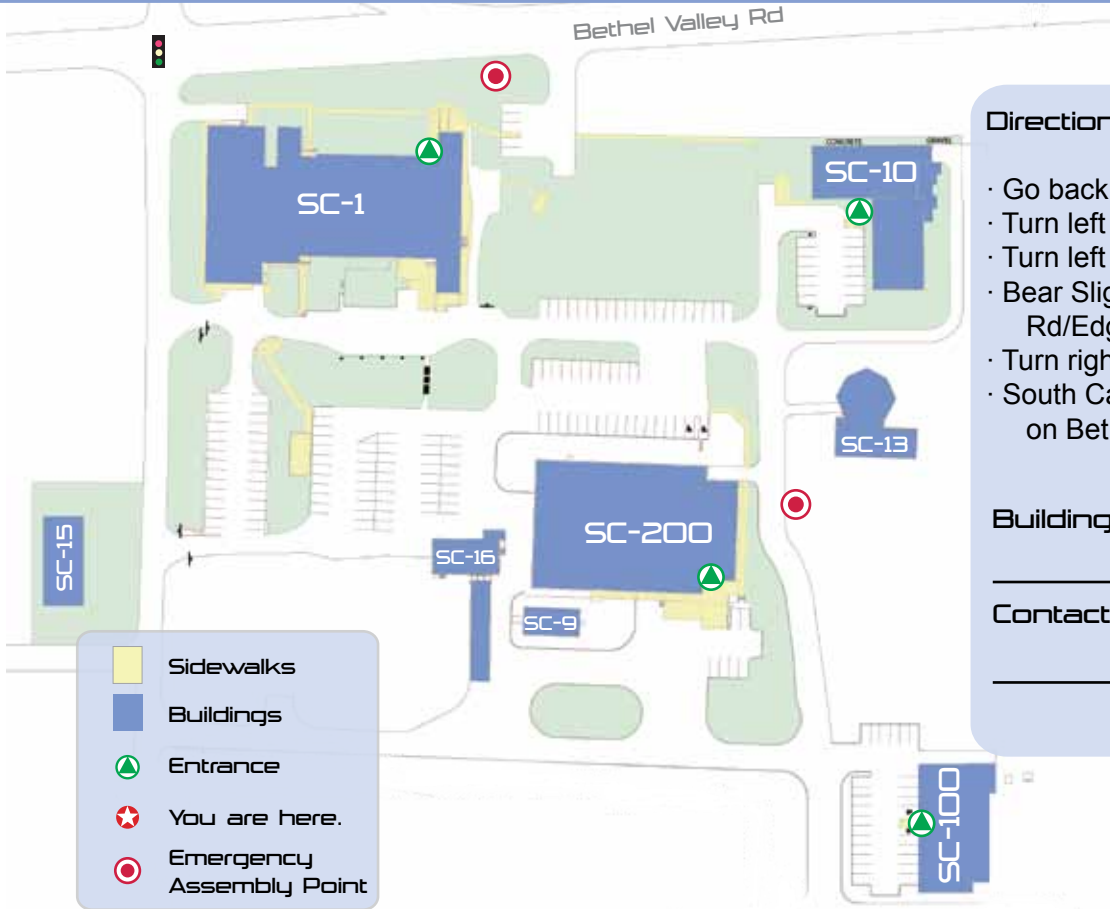 Bethel Valley Rd
SC-1
CONCRETE
GRAVEL
SC-10
SC-13
SC-200
SC-16
SC-15
SC-9
SC-100
Sidewalks
Buildings
Entrance
You are here.
Emergency
Assembly Point
Direction
· Go back
· Turn left
· Turn left
· Bear Slig
Rd/Edg
· Turn righ
· South Ca
on Bet
Building
Contact